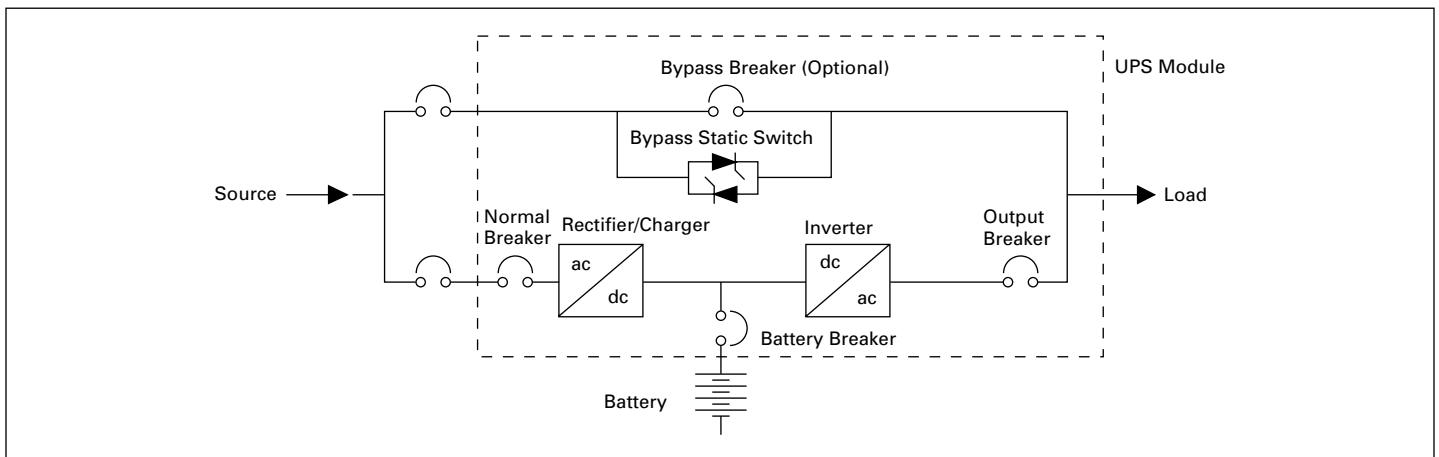 Bypass Breaker (Optional)
UPS Module
Bypass Static Switch
Source
Load
Normal
Breaker
Rectifier/Charger
Inverter
Output
Breaker
ac
dc
dc
ac
Battery Breaker
Battery